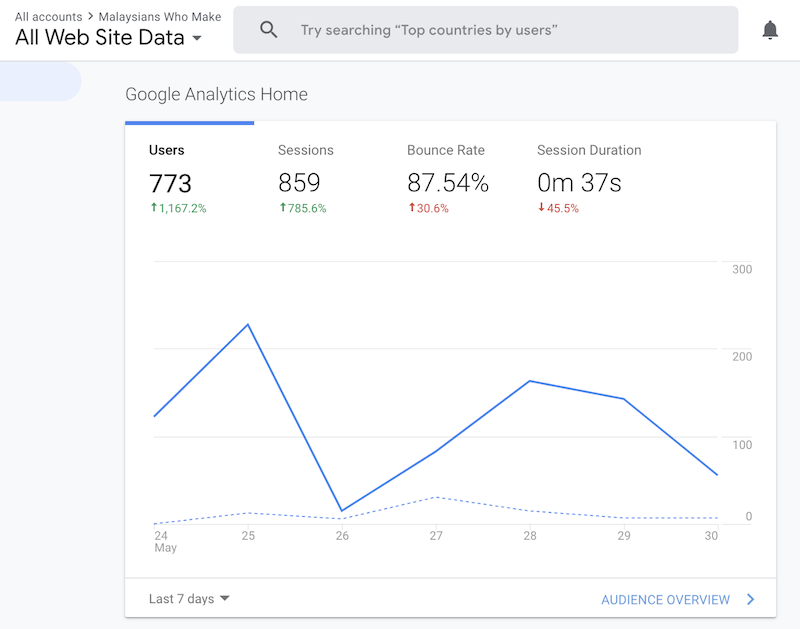 All accounts > Malaysians Who Make
All Web Site Data
Try searching “Top countries by users”
Google Analytics Home
Users Sessions Bounce Rate Session Duration
773 859 87.54% 0m 37s
↑1,167.2% ↑785.6% ↑30.6% ↓45.5%
300
200
100
0
24 25 26 27 28 29 30
May
Last 7 days AUDIENCE OVERVIEW >